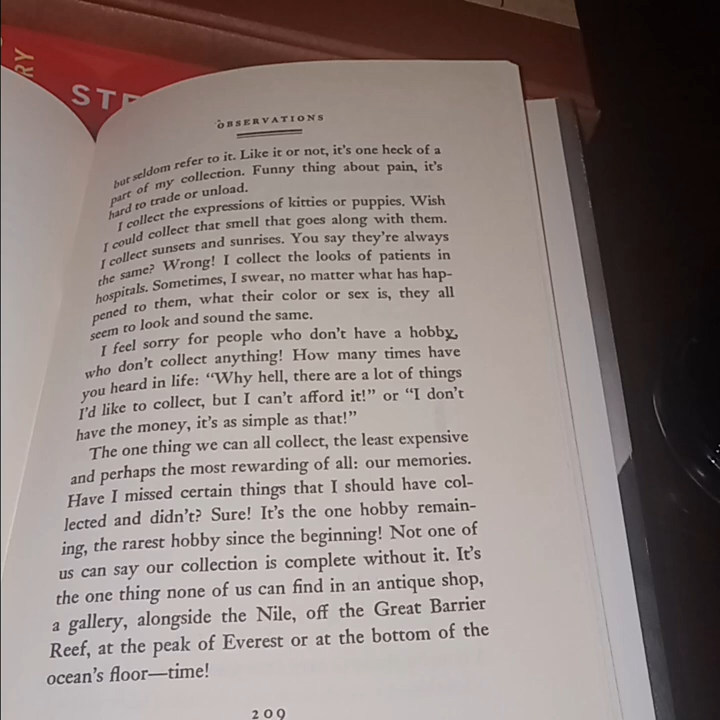 RY
STE
OBSERVATIONS
but seldom refer to it. Like it or not, it's one heck of a
part of my collection. Funny thing about pain, it's
hard to trade or unload.
I collect the expressions of kitties or puppies. Wish
I could collect that smell that goes along with them.
I collect sunsets and sunrises. You say they're always
the same? Wrong! I collect the looks of patients in
hospitals. Sometimes, I swear, no matter what has hap-
pened to them, what their color or sex is, they all
seem to look and sound the same.
I feel sorry for people who don't have a hobby,
who don't collect anything! How many times have
you heard in life: “Why hell, there are a lot of things
I'd like to collect, but I can't afford it!” or “I don't
have the money, it's as simple as that!”
The one thing we can all collect, the least expensive
and perhaps the most rewarding of all: our memories.
Have I missed certain things that I should have col-
lected and didn't? Sure! It's the one hobby remain-
ing, the rarest hobby since the beginning! Not one of
us can say our collection is complete without it. It's
the one thing none of us can find in an antique shop,
a gallery, alongside the Nile, off the Great Barrier
Reef, at the peak of Everest or at the bottom of the
ocean's floor—time!
209